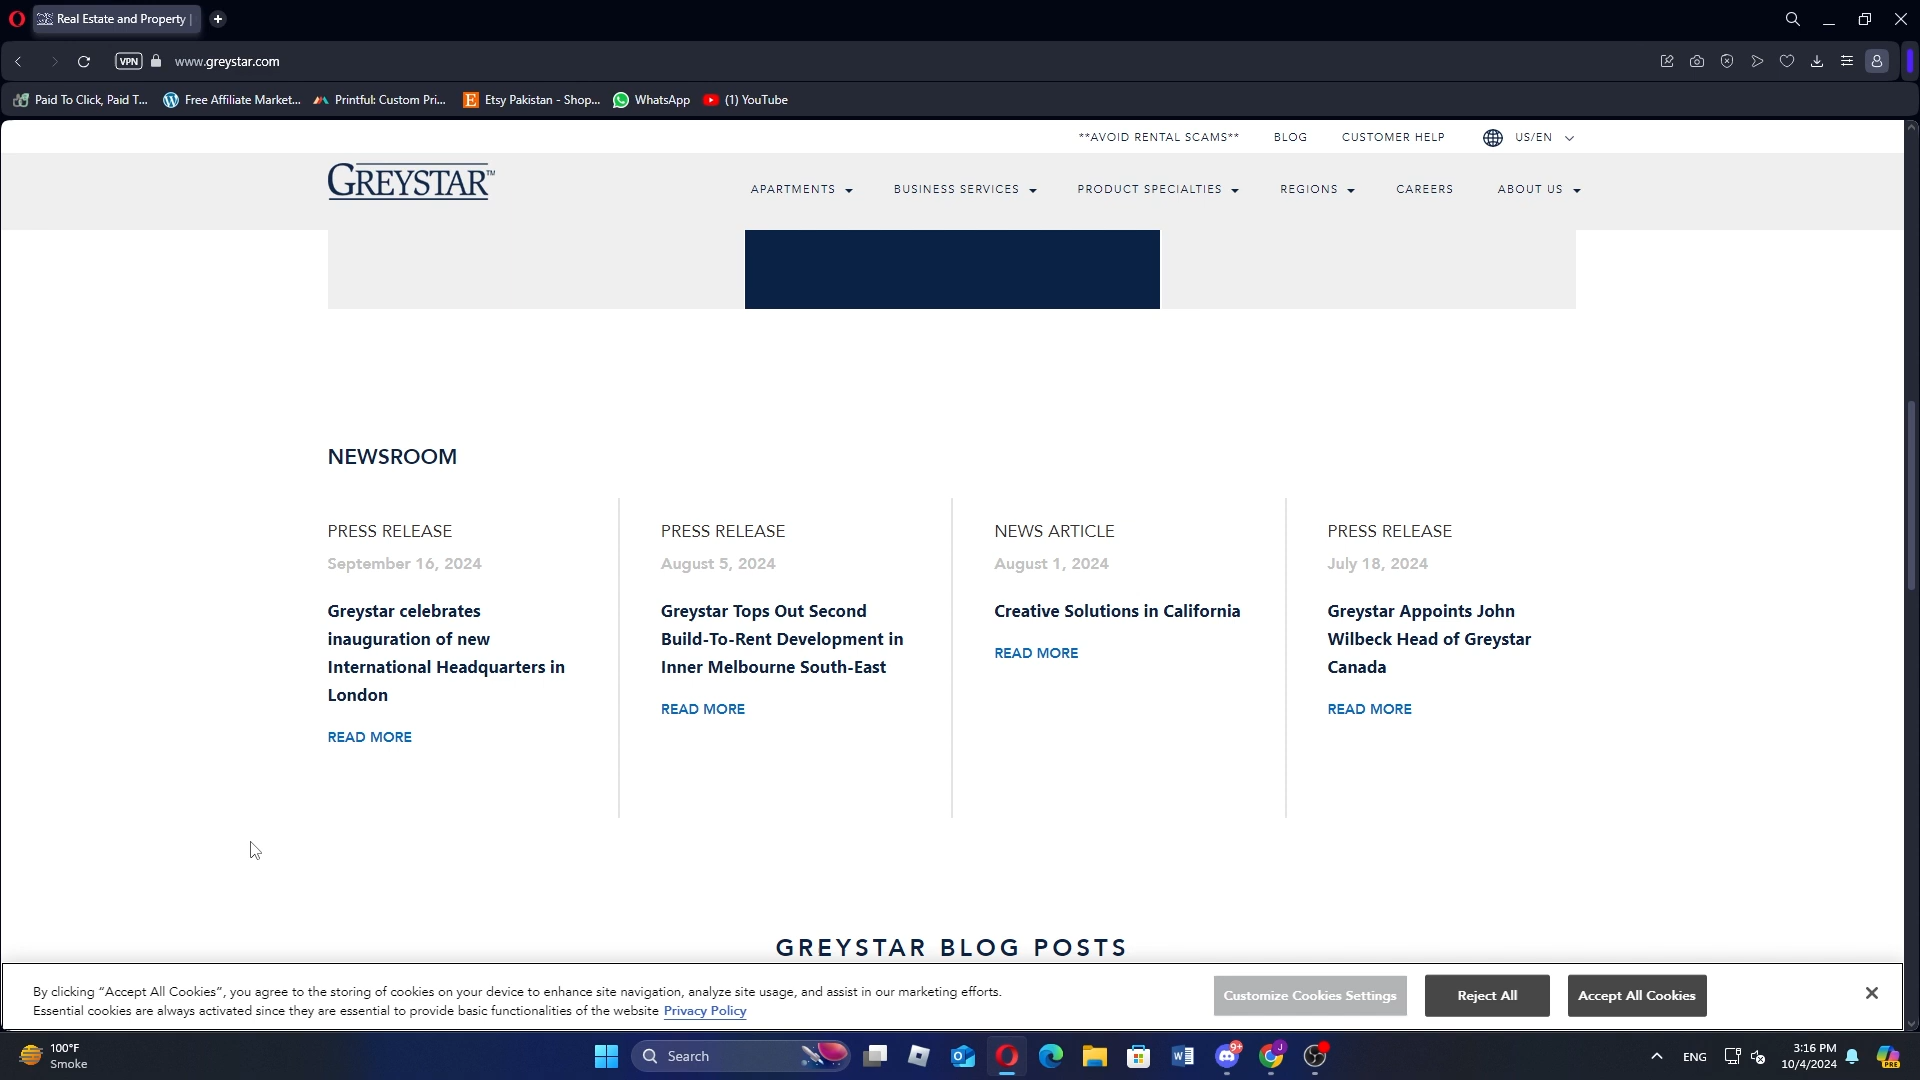 Real Estate and Property |
VPN
www.greystar.com
Paid To Click, Paid T...
Free Affiliate Market...
Printful: Custom Pri...
Etsy Pakistan - Shop...
WhatsApp
(1) YouTube
**AVOID RENTAL SCAMS**
BLOG
CUSTOMER HELP
US/EN
GREYSTAR™
APARTMENTS
BUSINESS SERVICES
PRODUCT SPECIALTIES
REGIONS
CAREERS
ABOUT US
NEWSROOM
PRESS RELEASE
September 16, 2024
Greystar celebrates
inauguration of new
International Headquarters in
London
READ MORE
PRESS RELEASE
August 5, 2024
Greystar Tops Out Second
Build-To-Rent Development in
Inner Melbourne South-East
READ MORE
NEWS ARTICLE
August 1, 2024
Creative Solutions in California
READ MORE
PRESS RELEASE
July 18, 2024
Greystar Appoints John
Wilbeck Head of Greystar
Canada
READ MORE
GREYSTAR BLOG POSTS
By clicking “Accept All Cookies”, you agree to the storing of cookies on your device to enhance site navigation, analyze site usage, and assist in our marketing efforts.
Essential cookies are always activated since they are essential to provide basic functionalities of the website Privacy Policy
Customize Cookies Settings
Reject All
Accept All Cookies
100°F
Smoke
Search
9+
J
ENG
3:16 PM
10/4/2024
PRE